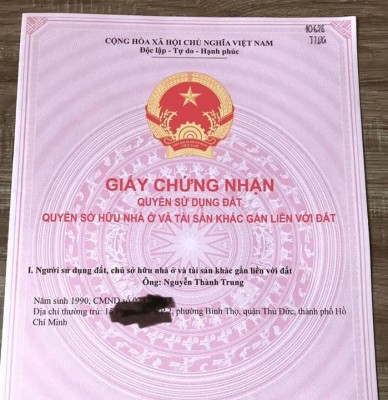 CỘNG HÒA XÃ HỘI CHỦ NGHĨA VIỆT NAM
Độc lập - Tự do - Hạnh phúc
GIẤY CHỨNG NHẬN
QUYỀN SỬ DỤNG ĐẤT
QUYỀN SỞ HỮU NHÀ Ở VÀ TÀI SẢN KHÁC GẮN LIỀN VỚI ĐẤT
I. Người sử dụng đất, chủ sở hữu nhà ở và tài sản khác gắn liền với đất
Ông: Nguyễn Thành Trung
Năm sinh 1990, CMND số
Địa chỉ thường trú: phường Bình Thọ, quận Thủ Đức, thành phố Hồ
Chí Minh